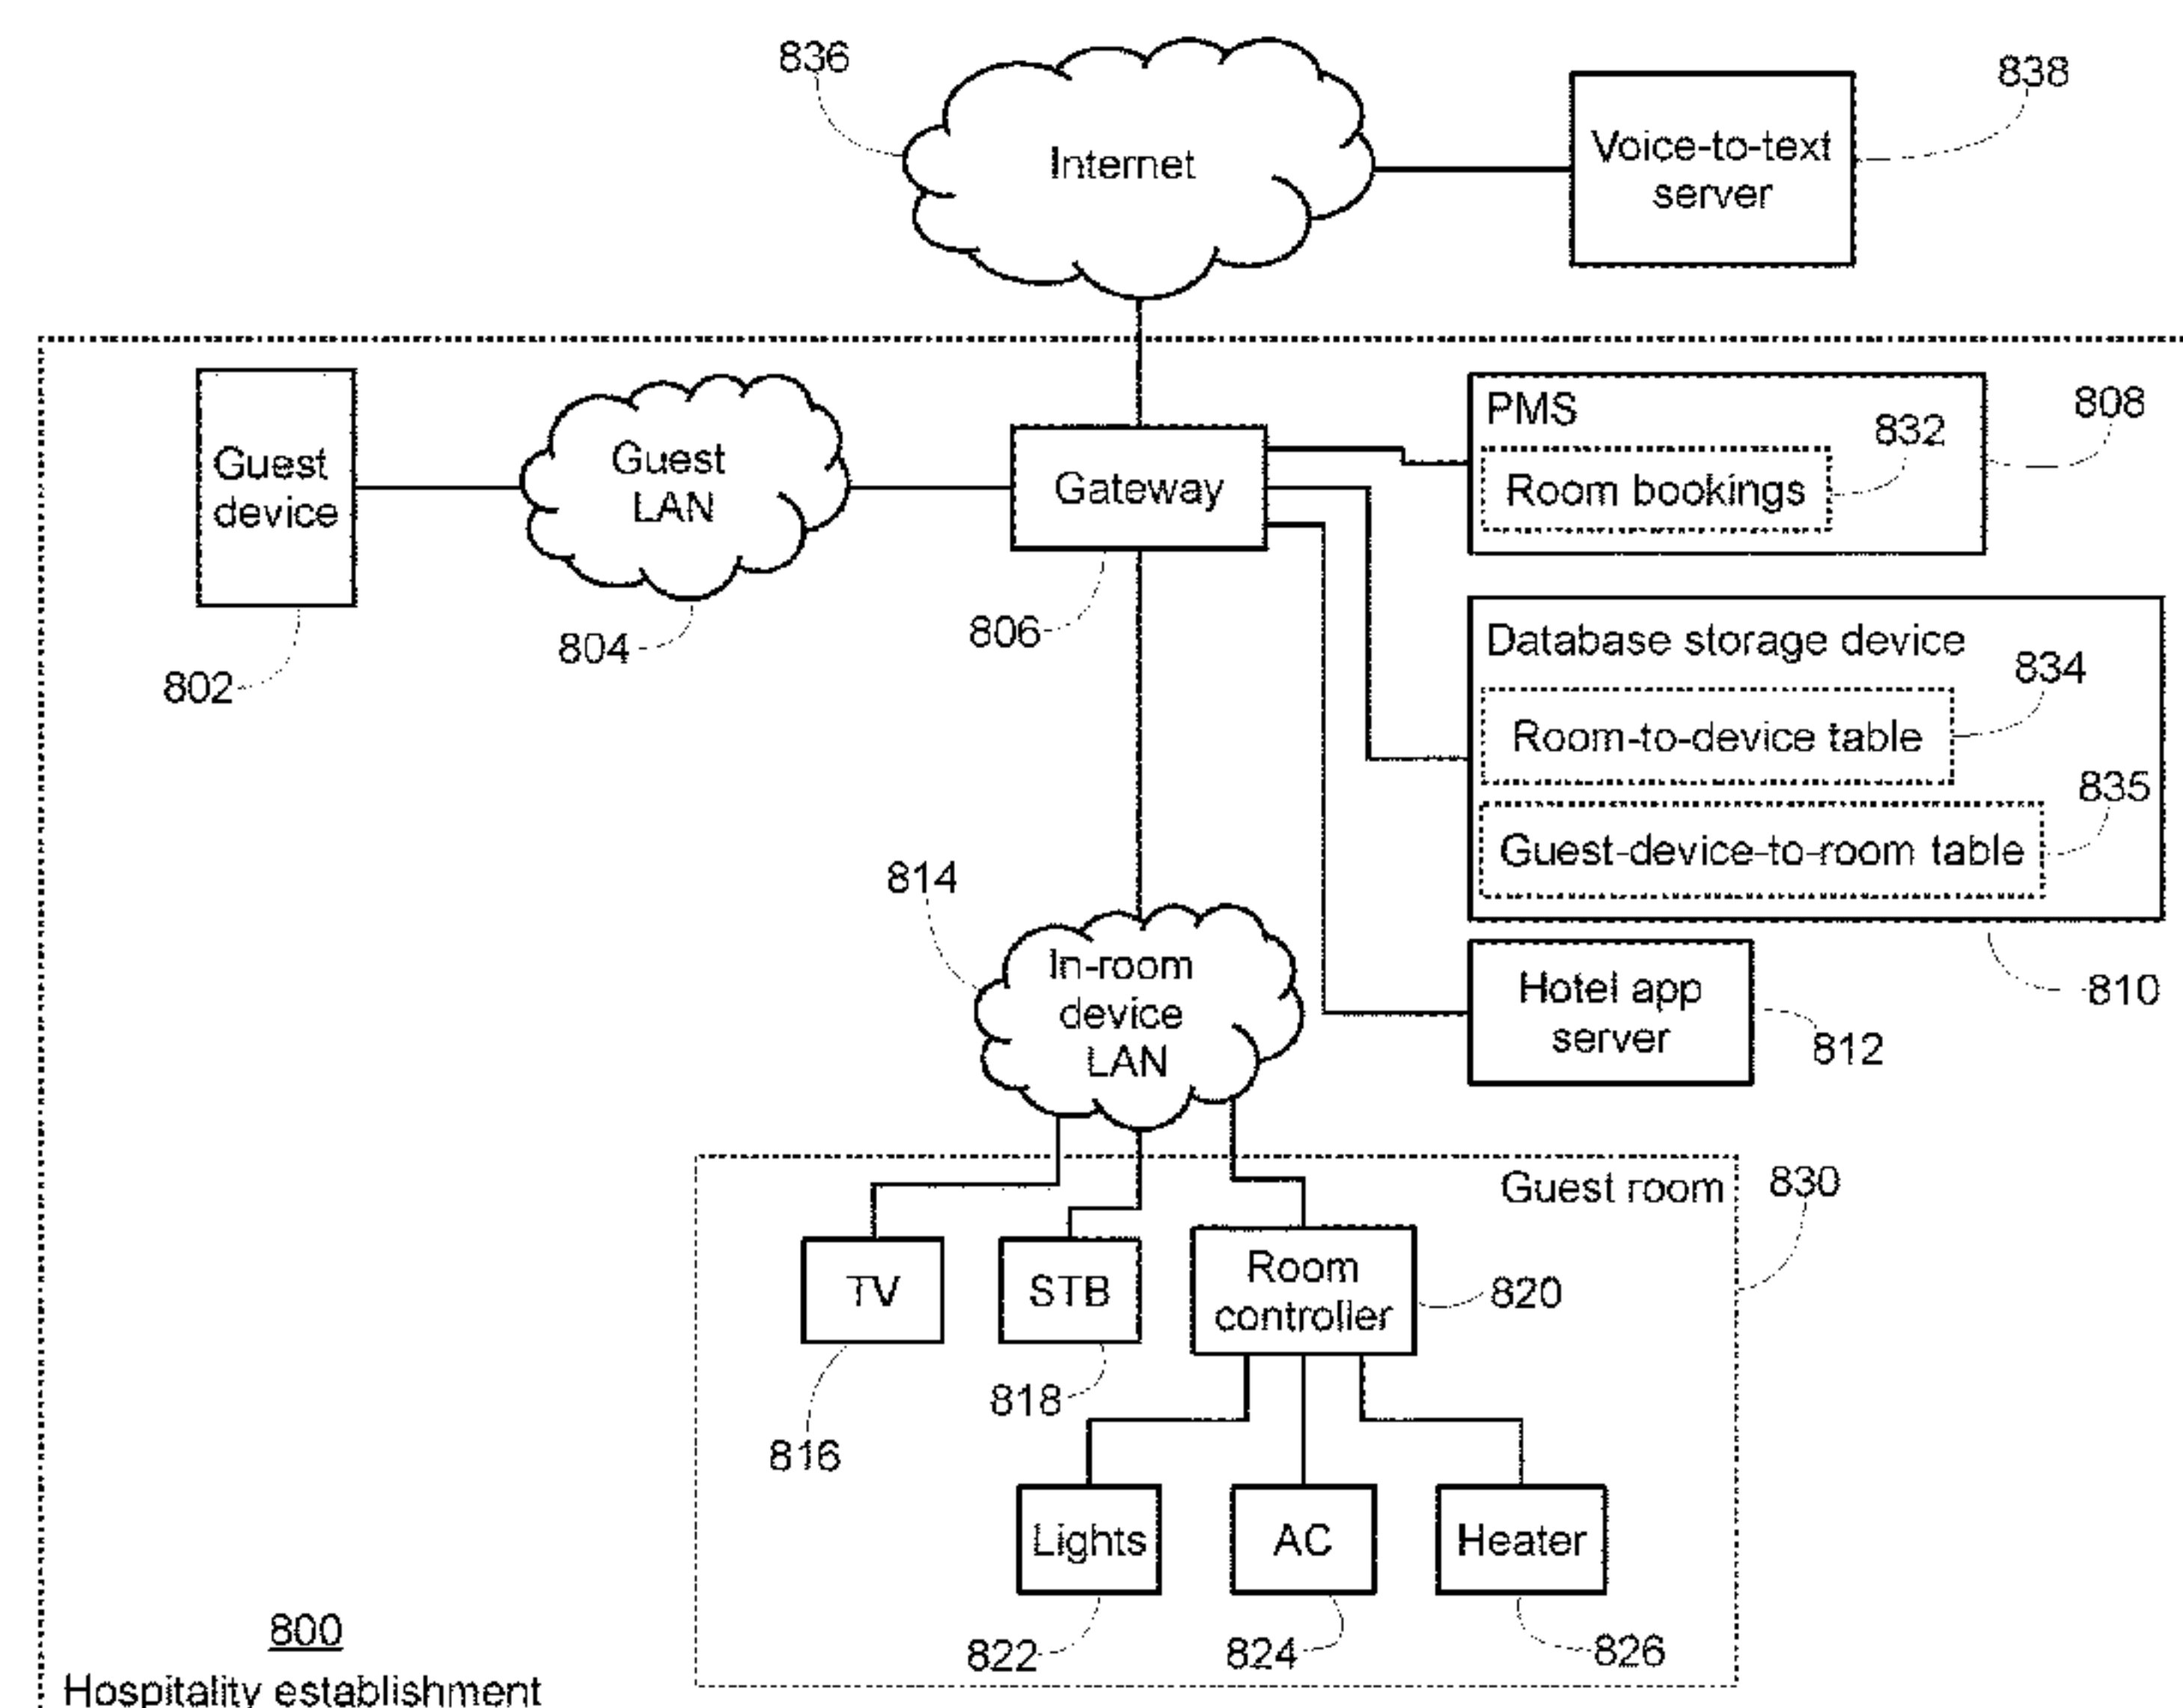 836
Internet
Voice-to-text
server
838
Guest
device
802
Guest
LAN
804
Gateway
806
PMS
Room bookings
832
808
Database storage device
834
Room-to-device table
835
Guest-device-to-room table
810
Hotel app
server
812
814
In-room
device
LAN
Guest room
830
TV
816
STB
818
Room
controller
820
Lights
822
AC
824
Heater
826
800
Hospitality establishment